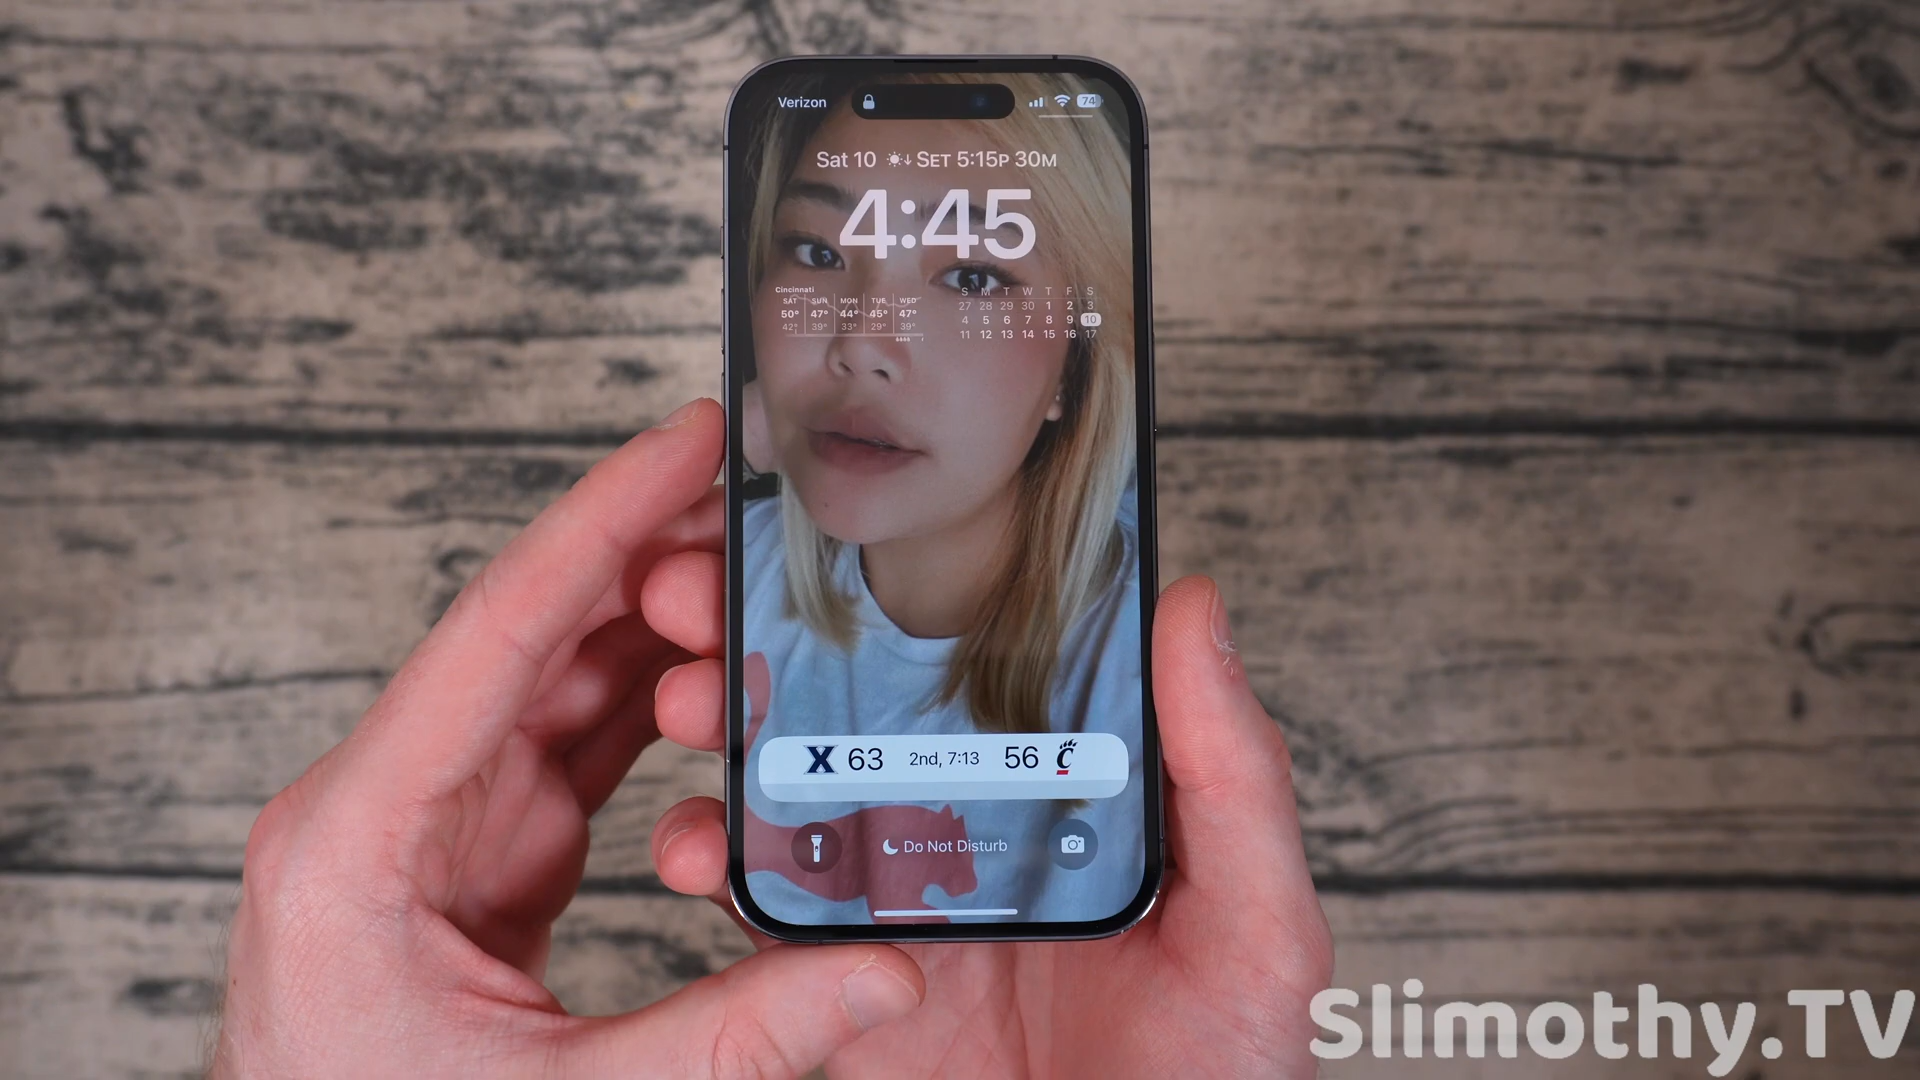 Verizon 74
Sat 10 SET 5:15P 30M
4:45
Cincinnati
SAT SUN MON TUE WED
50° 47° 44° 45° 47°
42° 39° 33° 29° 39°
S M T W T F S
27 28 29 30 1 2 3
4 5 6 7 8 9 10
11 12 13 14 15 16 17
X 63 2nd, 7:13 56 C
Do Not Disturb
Slimothy.TV